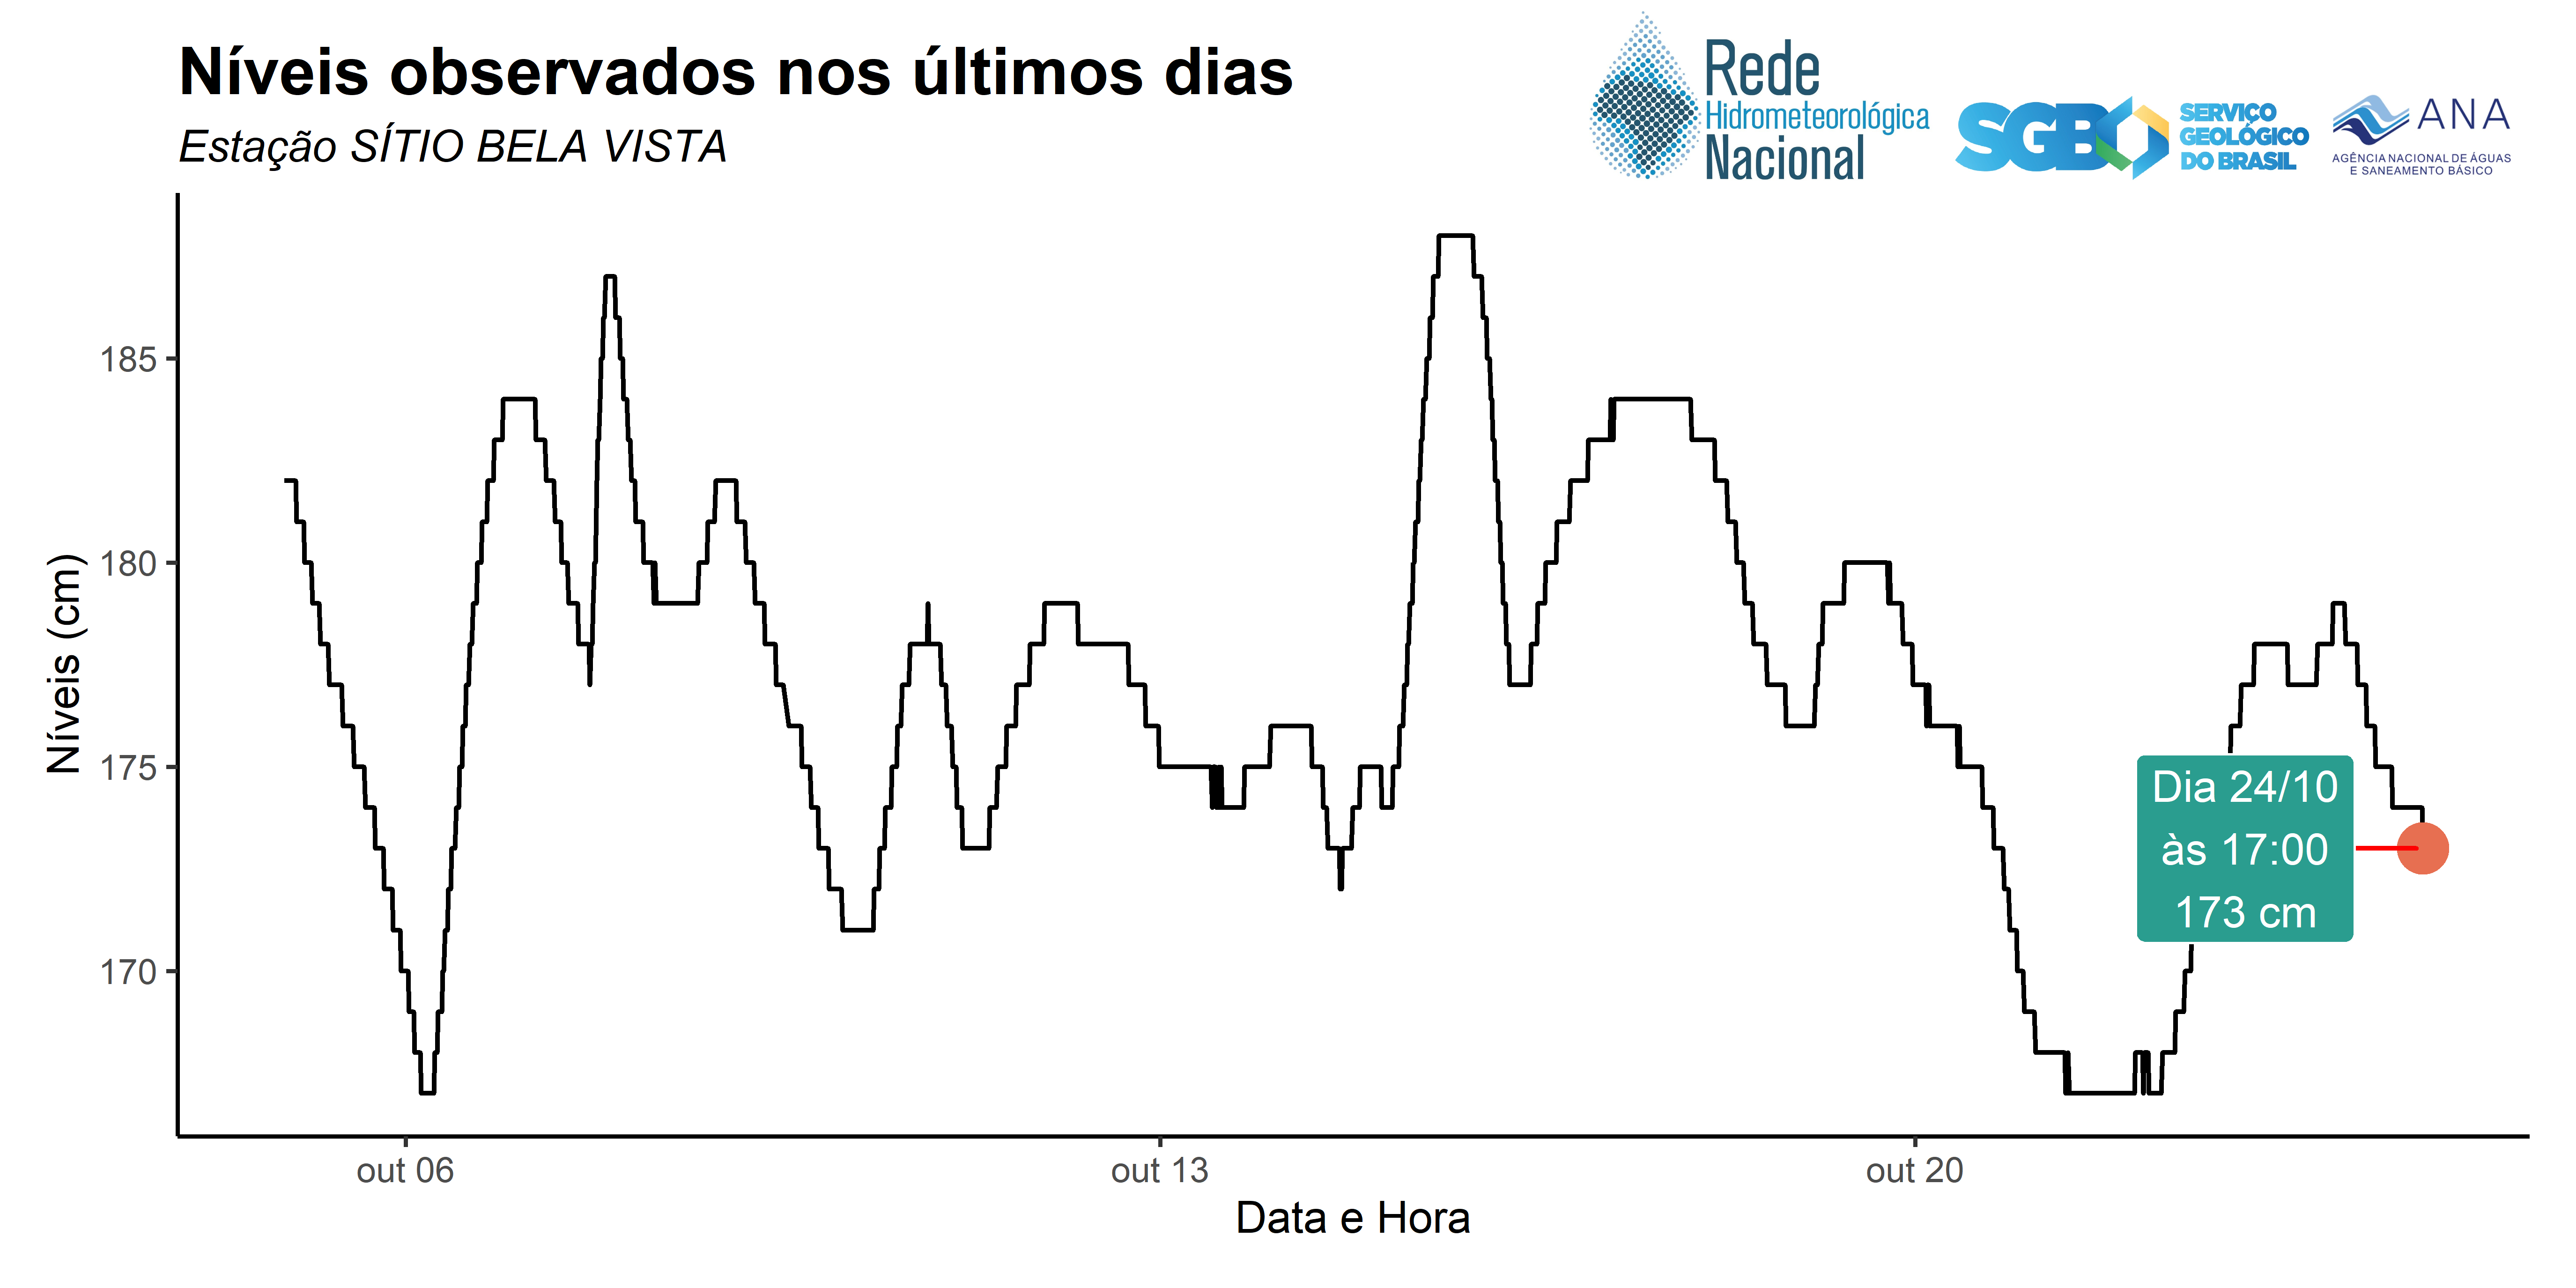 Níveis observados nos últimos dias
Estação SÍTIO BELA VISTA
Rede
Hidrometeorológica
Nacional
SGB
SERVIÇO
GEOLÓGICO
DO BRASIL
ANA
AGÊNCIA NACIONAL DE ÁGUAS
E SANEAMENTO BÁSICO
Níveis (cm)
185
180
175
170
Dia 24/10
às 17:00
173 cm
out 06
out 13
out 20
Data e Hora